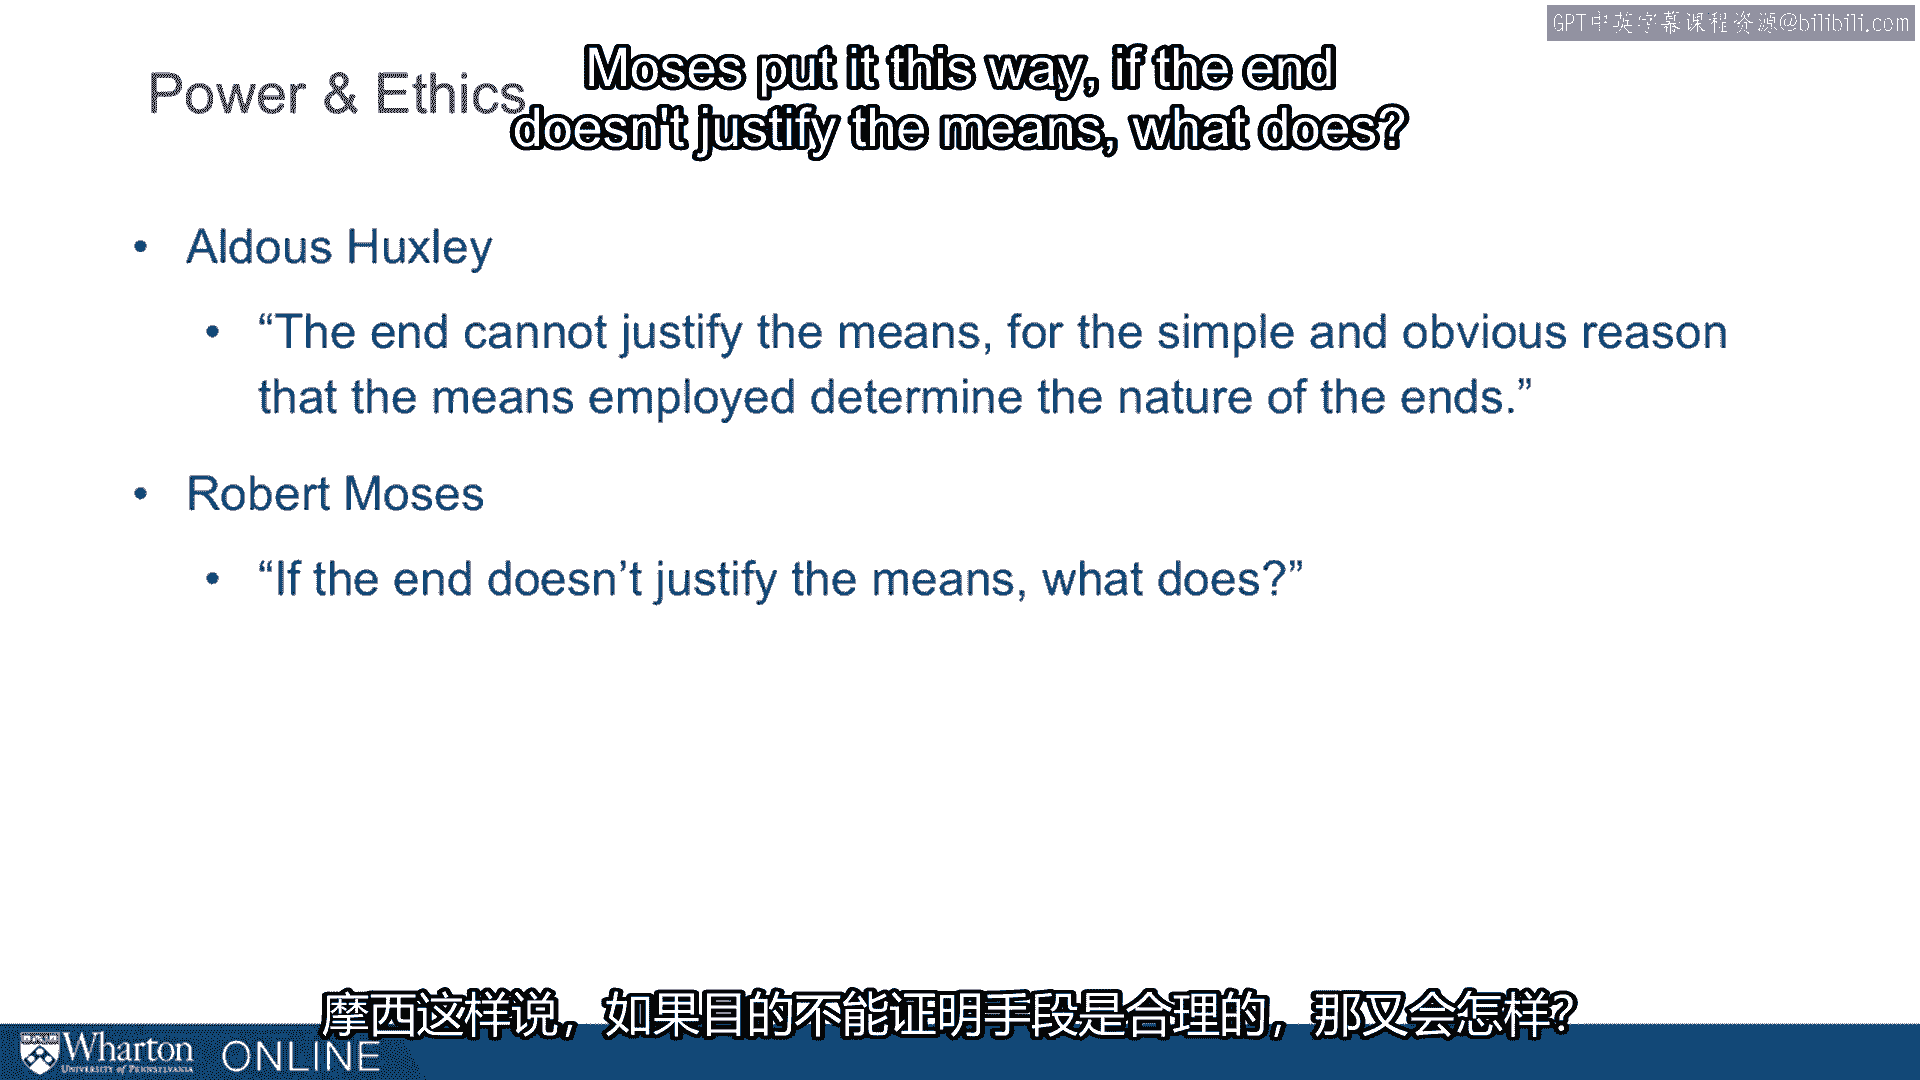 GPT中英字幕课程资源@bilibili.com
Power & Ethics
Moses put it this way, if the end
doesn't justify the means, what does?
• Aldous Huxley
• “The end cannot justify the means, for the simple and obvious reason
that the means employed determine the nature of the ends.”
• Robert Moses
• “If the end doesn’t justify the means, what does?”
摩西这样说，如果目的不能证明手段是合理的，那又会怎样？
Wharton
UNIVERSITY of PENNSYLVANIA
ONLINE